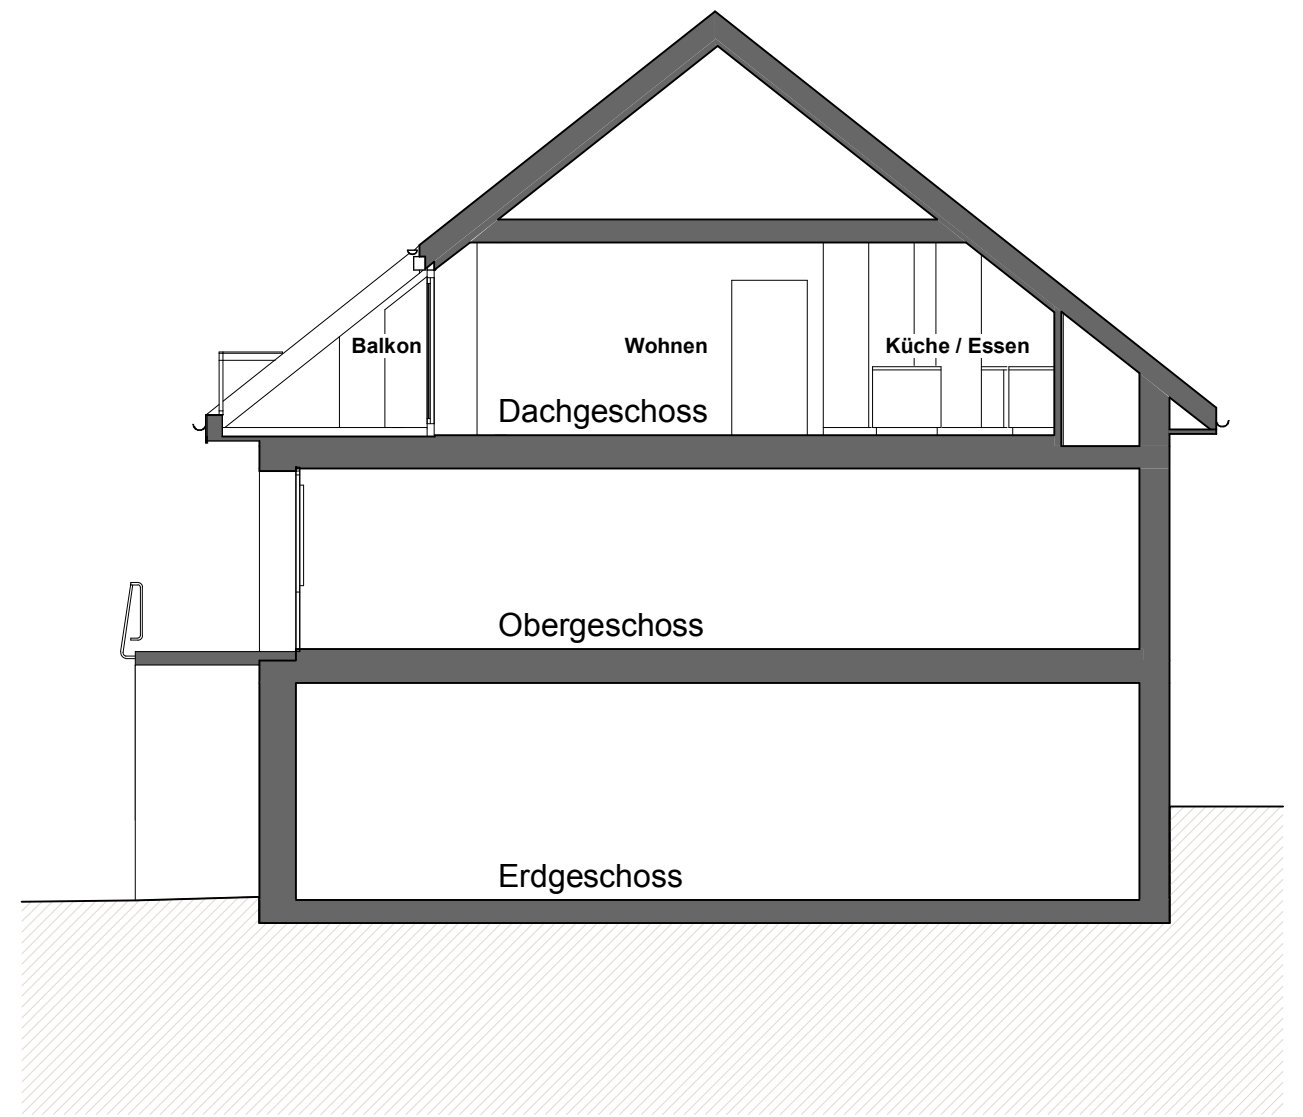 Balkon
Wohnen
Küche / Essen
Dachgeschoss
Obergeschoss
Erdgeschoss